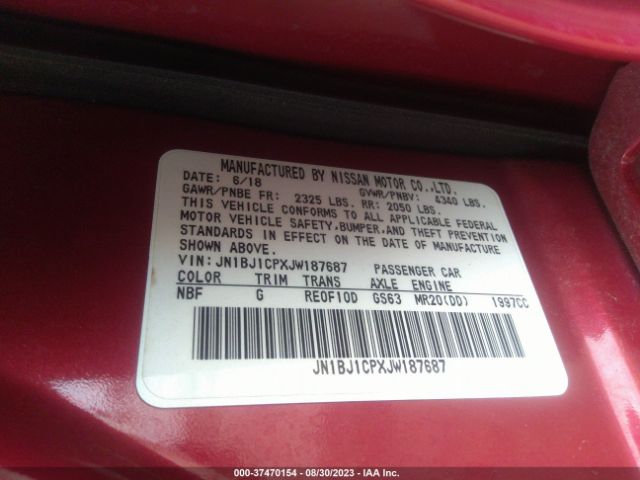 MANUFACTURED BY NISSAN MOTOR CO.,LTD.
DATE: 6/18 GVWR/PNBV: 4340 LBS.
GAWR/PNBE FR: 2325 LBS. RR: 2050 LBS.
THIS VEHICLE CONFORMS TO ALL APPLICABLE FEDERAL
MOTOR VEHICLE SAFETY,BUMPER,AND THEFT PREVENTION
STANDARDS IN EFFECT ON THE DATE OF MANUFACTURE
SHOWN ABOVE.
VIN: JN1BJ1CPXJW187687 PASSENGER CAR
COLOR TRIM TRANS AXLE ENGINE
NBF G RE0F10D GS63 MR20(DD) 1997CC
JN1BJ1CPXJW187687
000-37470154 - 08/30/2023 - IAA Inc.